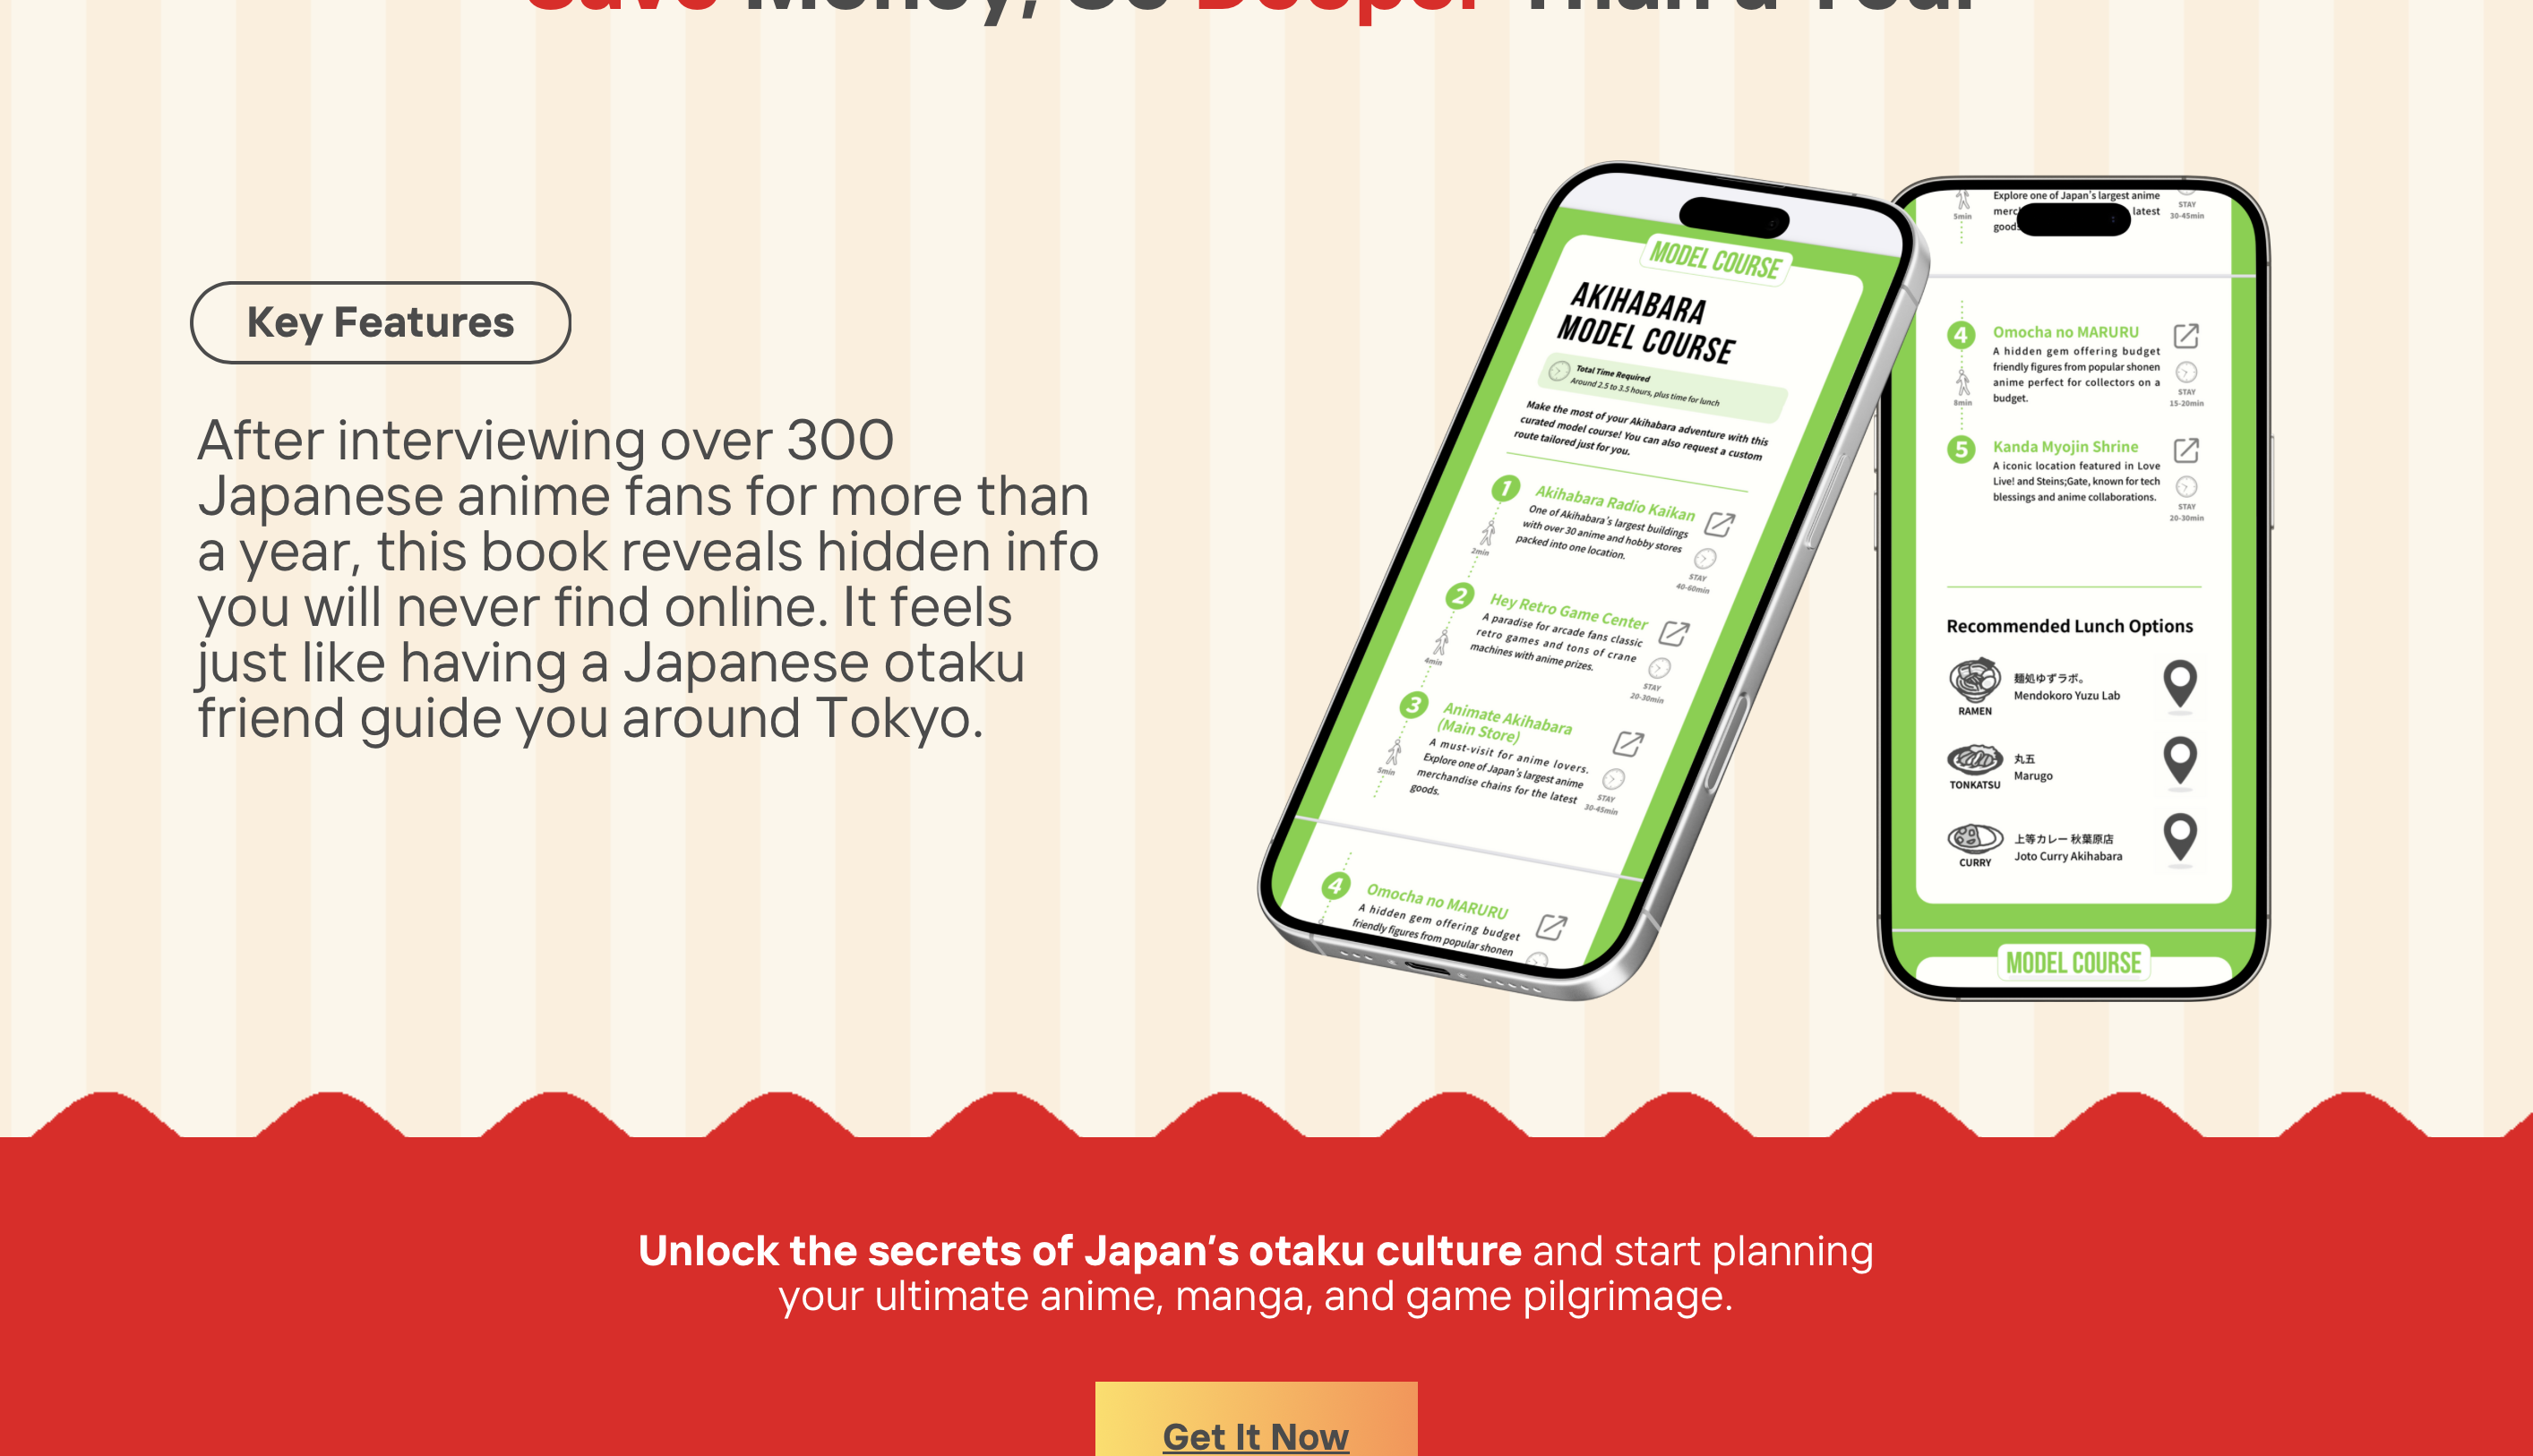 Save Money, Go Deeper Than a Tour
Key Features
After interviewing over 300
Japanese anime fans for more than
a year, this book reveals hidden info
you will never find online. It feels
just like having a Japanese otaku
friend guide you around Tokyo.
MODEL COURSE
AKIHABARA
MODEL COURSE
Total Time Required
Around 2.5 to 3.5 hours, plus time for lunch
Make the most of your Akihabara adventure with this
curated model course! You can also request a custom
route tailored just for you.
1
Akihabara Radio Kaikan
One of Akihabara's largest buildings
with over 30 anime and hobby stores
packed into one location.
STAY
40-60min
2min
2
Hey Retro Game Center
A paradise for arcade fans classic
retro games and tons of crane
machines with anime prizes.
STAY
20-30min
4min
3
Animate Akihabara
(Main Store)
A must-visit for anime lovers.
Explore one of Japan's largest anime
merchandise chains for the latest
goods.
STAY
30-45min
5min
4
Omocha no MARURU
A hidden gem offering budget
friendly figures from popular shonen
5min
Explore one of Japan's largest anime
latest
STAY
30-45min
4
Omocha no MARURU
A hidden gem offering budget
friendly figures from popular shonen
anime perfect for collectors on a
budget.
STAY
15-20min
8min
5
Kanda Myojin Shrine
A iconic location featured in Love
Live! and Steins;Gate, known for tech
blessings and anime collaborations.
STAY
20-30min
Recommended Lunch Options
RAMEN
麺処ゆずラボ。
Mendokoro Yuzu Lab
TONKATSU
丸五
Marugo
CURRY
上等カレー 秋葉原店
Joto Curry Akihabara
MODEL COURSE
Unlock the secrets of Japan's otaku culture and start planning
your ultimate anime, manga, and game pilgrimage.
Get It Now